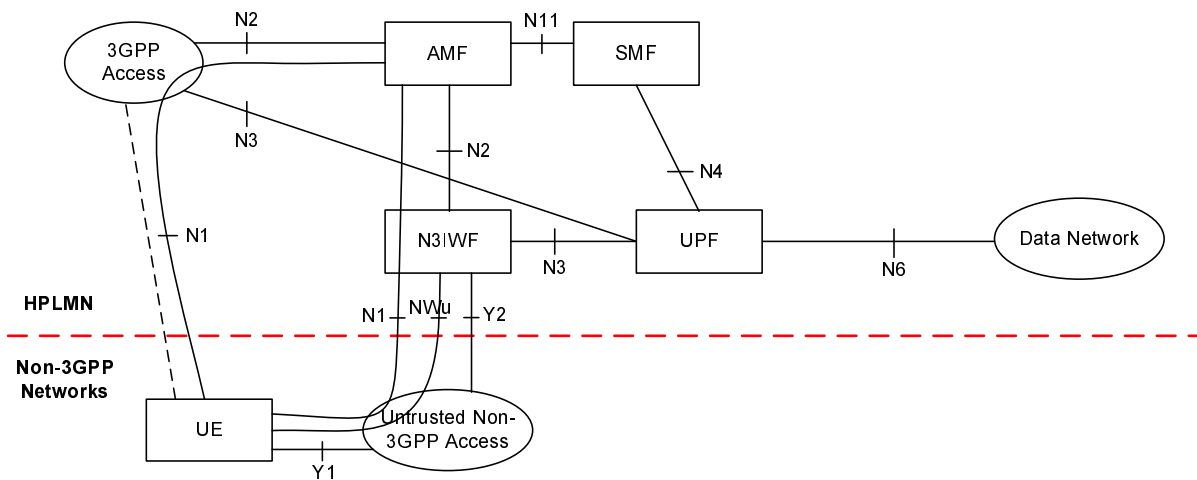 N2
N11
3GPP
Access
AMF
SMF
N3
N2
N4
N1
N3IWF
UPF
Data Network
N3
N6
HPLMN
N1
NWu
Y2
Non-3GPP
Networks
UE
Untrusted Non-
3GPP Access
Y1